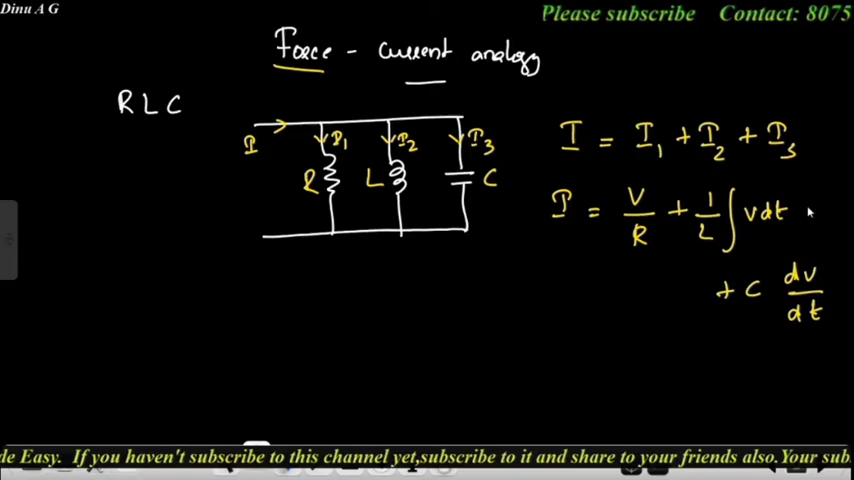 Dinu A G
Please subscribe Contact: 8075
Force - current analogy
R L C
I I1 I2 I3
R L C
I = I1 + I2 + I3
I = V/R + 1/L ∫ v dt
+ C dv/dt
de Easy. If you haven't subscribe to this channel yet,subscribe to it and share to your friends also.Your sub